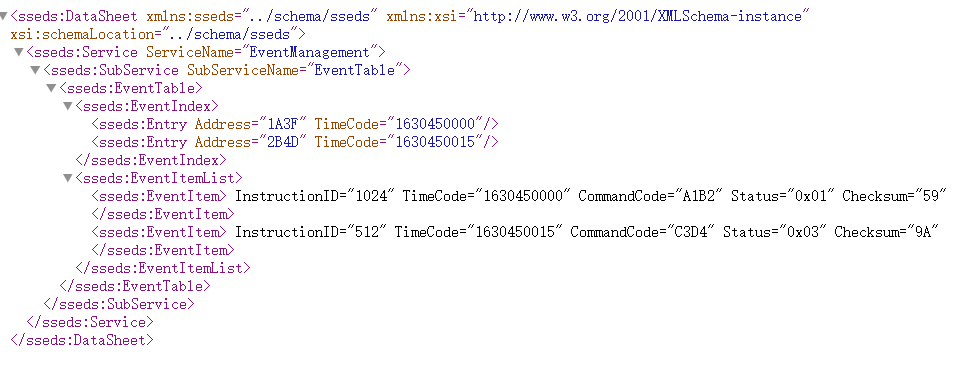 <sseds:DataSet xmlns:sseds="../schema/sseds" xmlns:xsi="http://www.w3.org/2001/XMLSchema-instance"
xsi:schemaLocation="../schema/sseds">
<sseds:Service ServiceName="EventManagement">
<sseds:SubService SubServiceName="EventTable">
<sseds:EventTable>
<sseds:EventIndex>
<sseds:Entry Address="1A3F" TimeCode="1630450000"/>
<sseds:Entry Address="2B4D" TimeCode="1630450015"/>
</sseds:EventIndex>
<sseds:EventItemList>
<sseds:EventItem> InstructionID="1024" TimeCode="1630450000" CommandCode="A1B2" Status="0x01" Checksum="59"
</sseds:EventItem>
<sseds:EventItem> InstructionID="512" TimeCode="1630450015" CommandCode="C3D4" Status="0x03" Checksum="9A"
</sseds:EventItem>
</sseds:EventItemList>
</sseds:EventTable>
</sseds:SubService>
</sseds:Service>
</sseds:DataSheet>